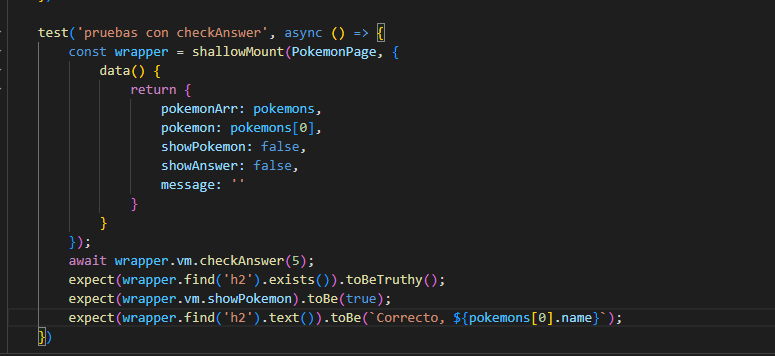 test('pruebas con checkAnswer', async () => {
const wrapper = shallowMount(PokemonPage, {
data() {
return {
pokemonArr: pokemons,
pokemon: pokemons[0],
showPokemon: false,
showAnswer: false,
message: ''
}
}
});
await wrapper.vm.checkAnswer(5);
expect(wrapper.find('h2').exists()).toBeTruthy();
expect(wrapper.vm.showPokemon).toBe(true);
expect(wrapper.find('h2').text()).toBe(`Correcto, ${pokemons[0].name}`);
})